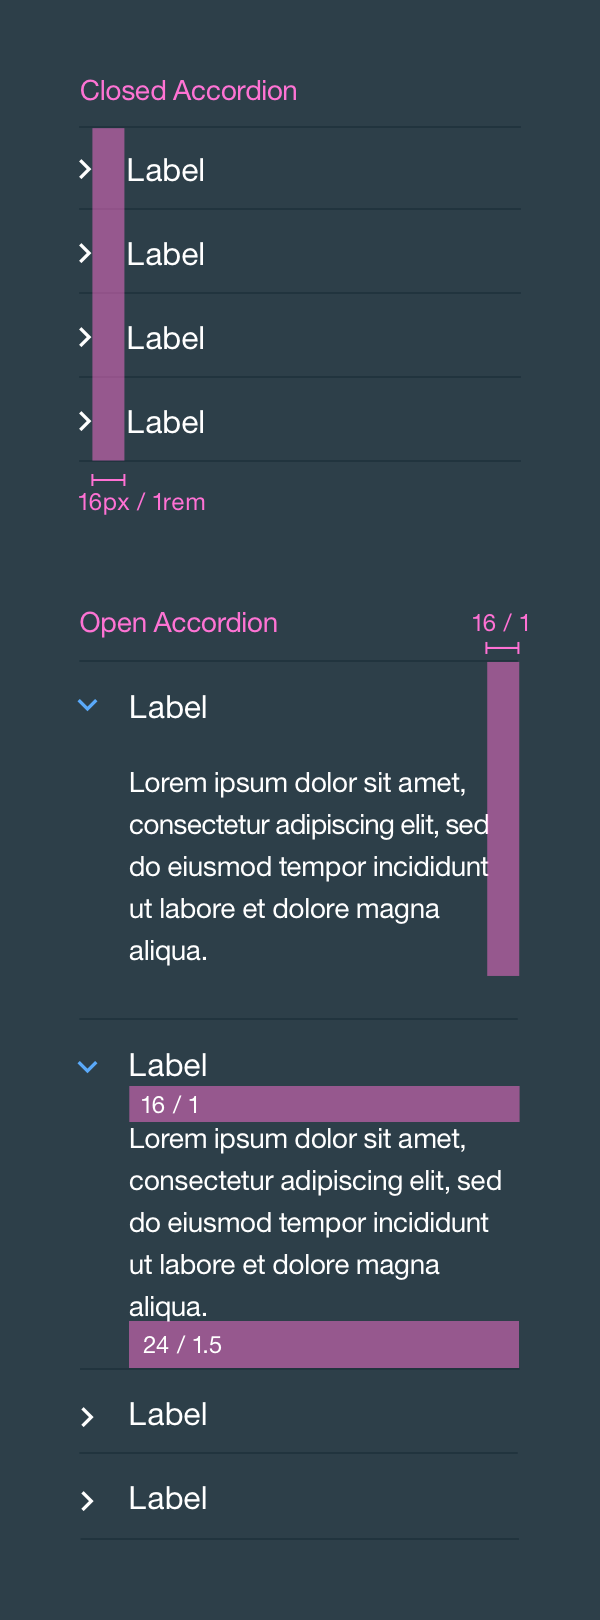 Closed Accordion
Label
Label
Label
Label
16px / 1rem
Open Accordion
16 / 1
Label
Lorem ipsum dolor sit amet,
consectetur adipiscing elit, sed
do eiusmod tempor incididunt
ut labore et dolore magna
aliqua.
Label
16 / 1
Lorem ipsum dolor sit amet,
consectetur adipiscing elit, sed
do eiusmod tempor incididunt
ut labore et dolore magna
aliqua.
24 / 1.5
Label
Label